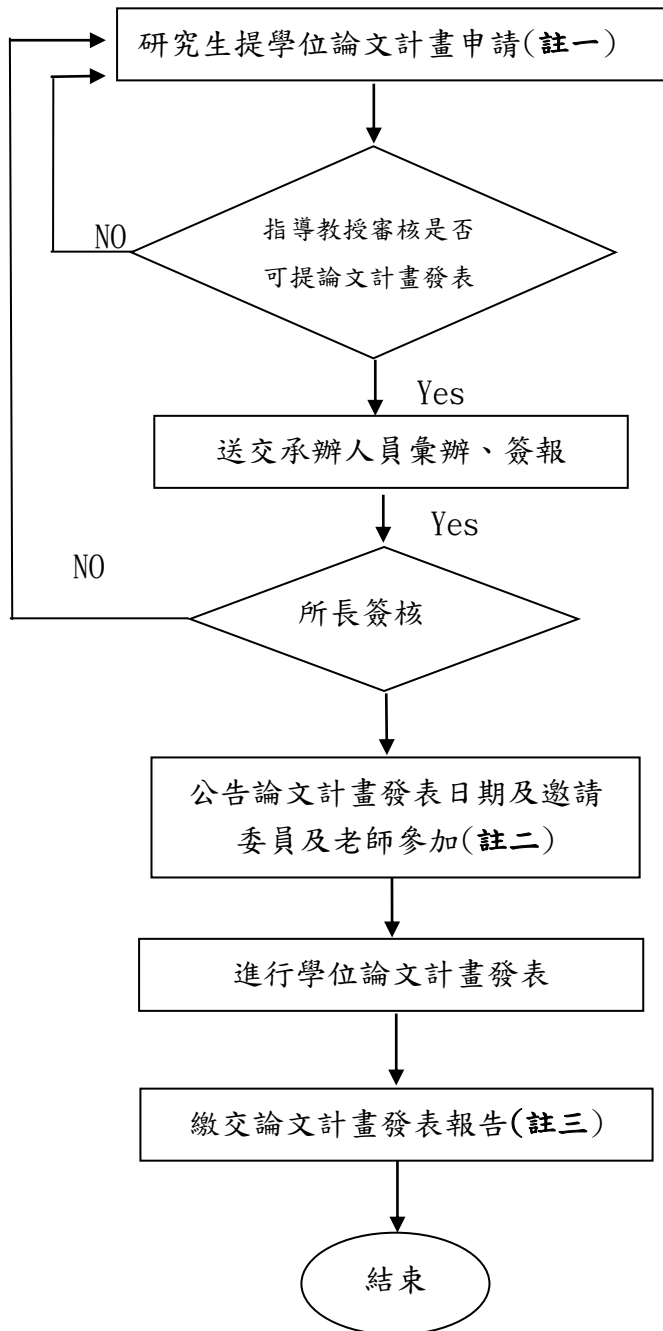 研究生提學位論文計畫申請(註一)
NO
指導教授審核是否
可提論文計畫發表
Yes
送交承辦人員彙辦、簽報
Yes
NO
所長簽核
公告論文計畫發表日期及邀請
委員及老師參加(註二)
進行學位論文計畫發表
繳交論文計畫發表報告(註三)
結束